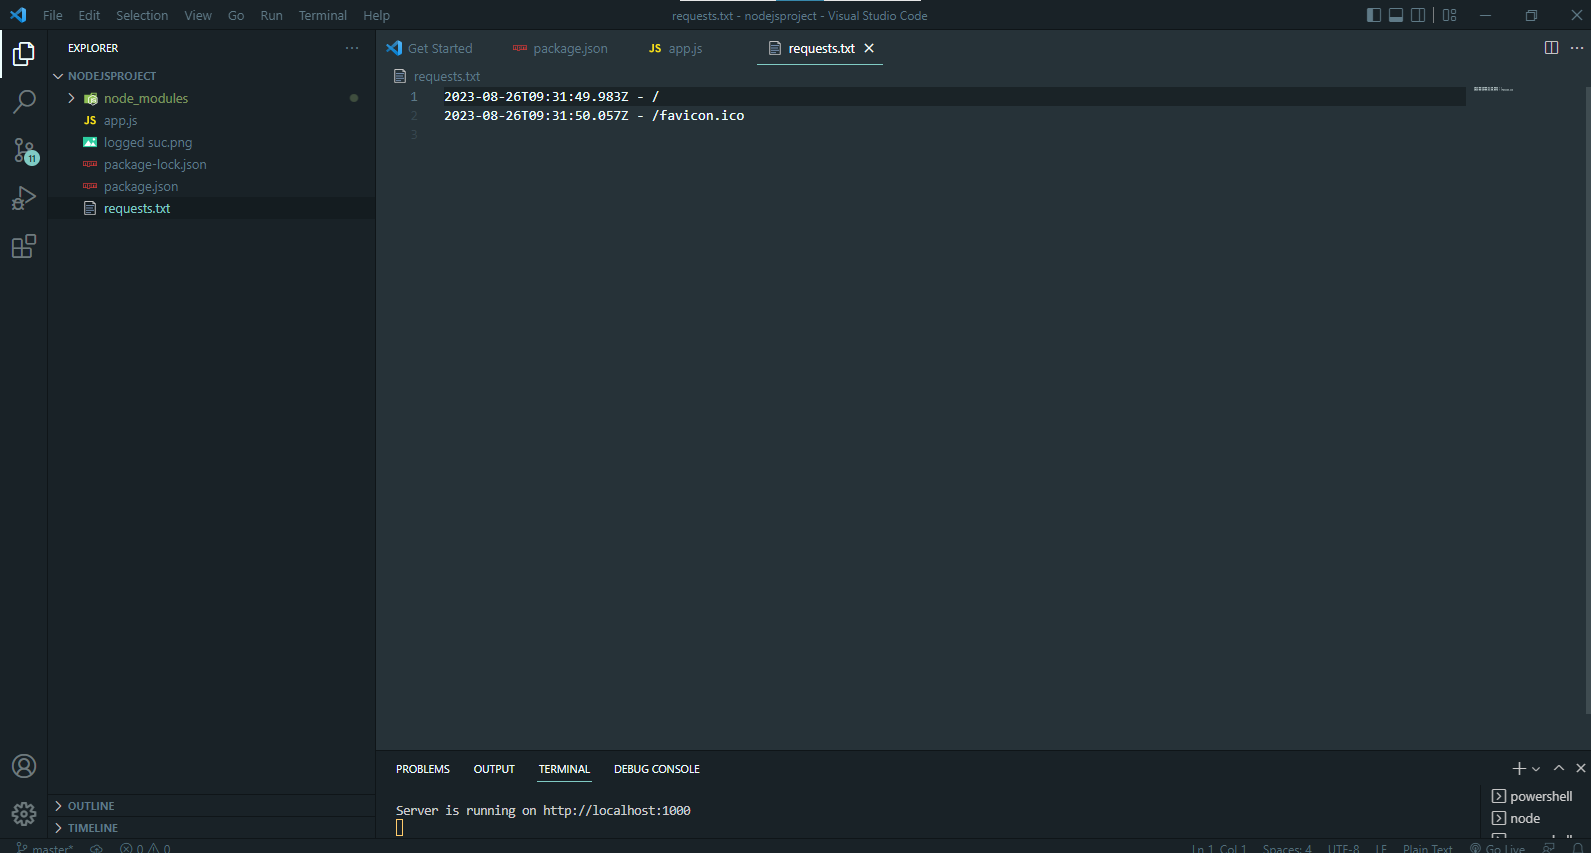 File Edit Selection View Go Run Terminal Help
requests.txt - nodejsproject - Visual Studio Code
EXPLORER
NODEJSPROJECT
node_modules
JS app.js
logged suc.png
package-lock.json
package.json
requests.txt
11
OUTLINE
TIMELINE
Get Started
package.json
JS app.js
requests.txt
requests.txt
1 2023-08-26T09:31:49.983Z - /
2 2023-08-26T09:31:50.057Z - /favicon.ico
3
PROBLEMS OUTPUT TERMINAL DEBUG CONSOLE
Server is running on http://localhost:1000
powershell
node
master* 0 0
Ln 1, Col 1 Spaces: 4 UTF-8 LF Plain Text Go Live